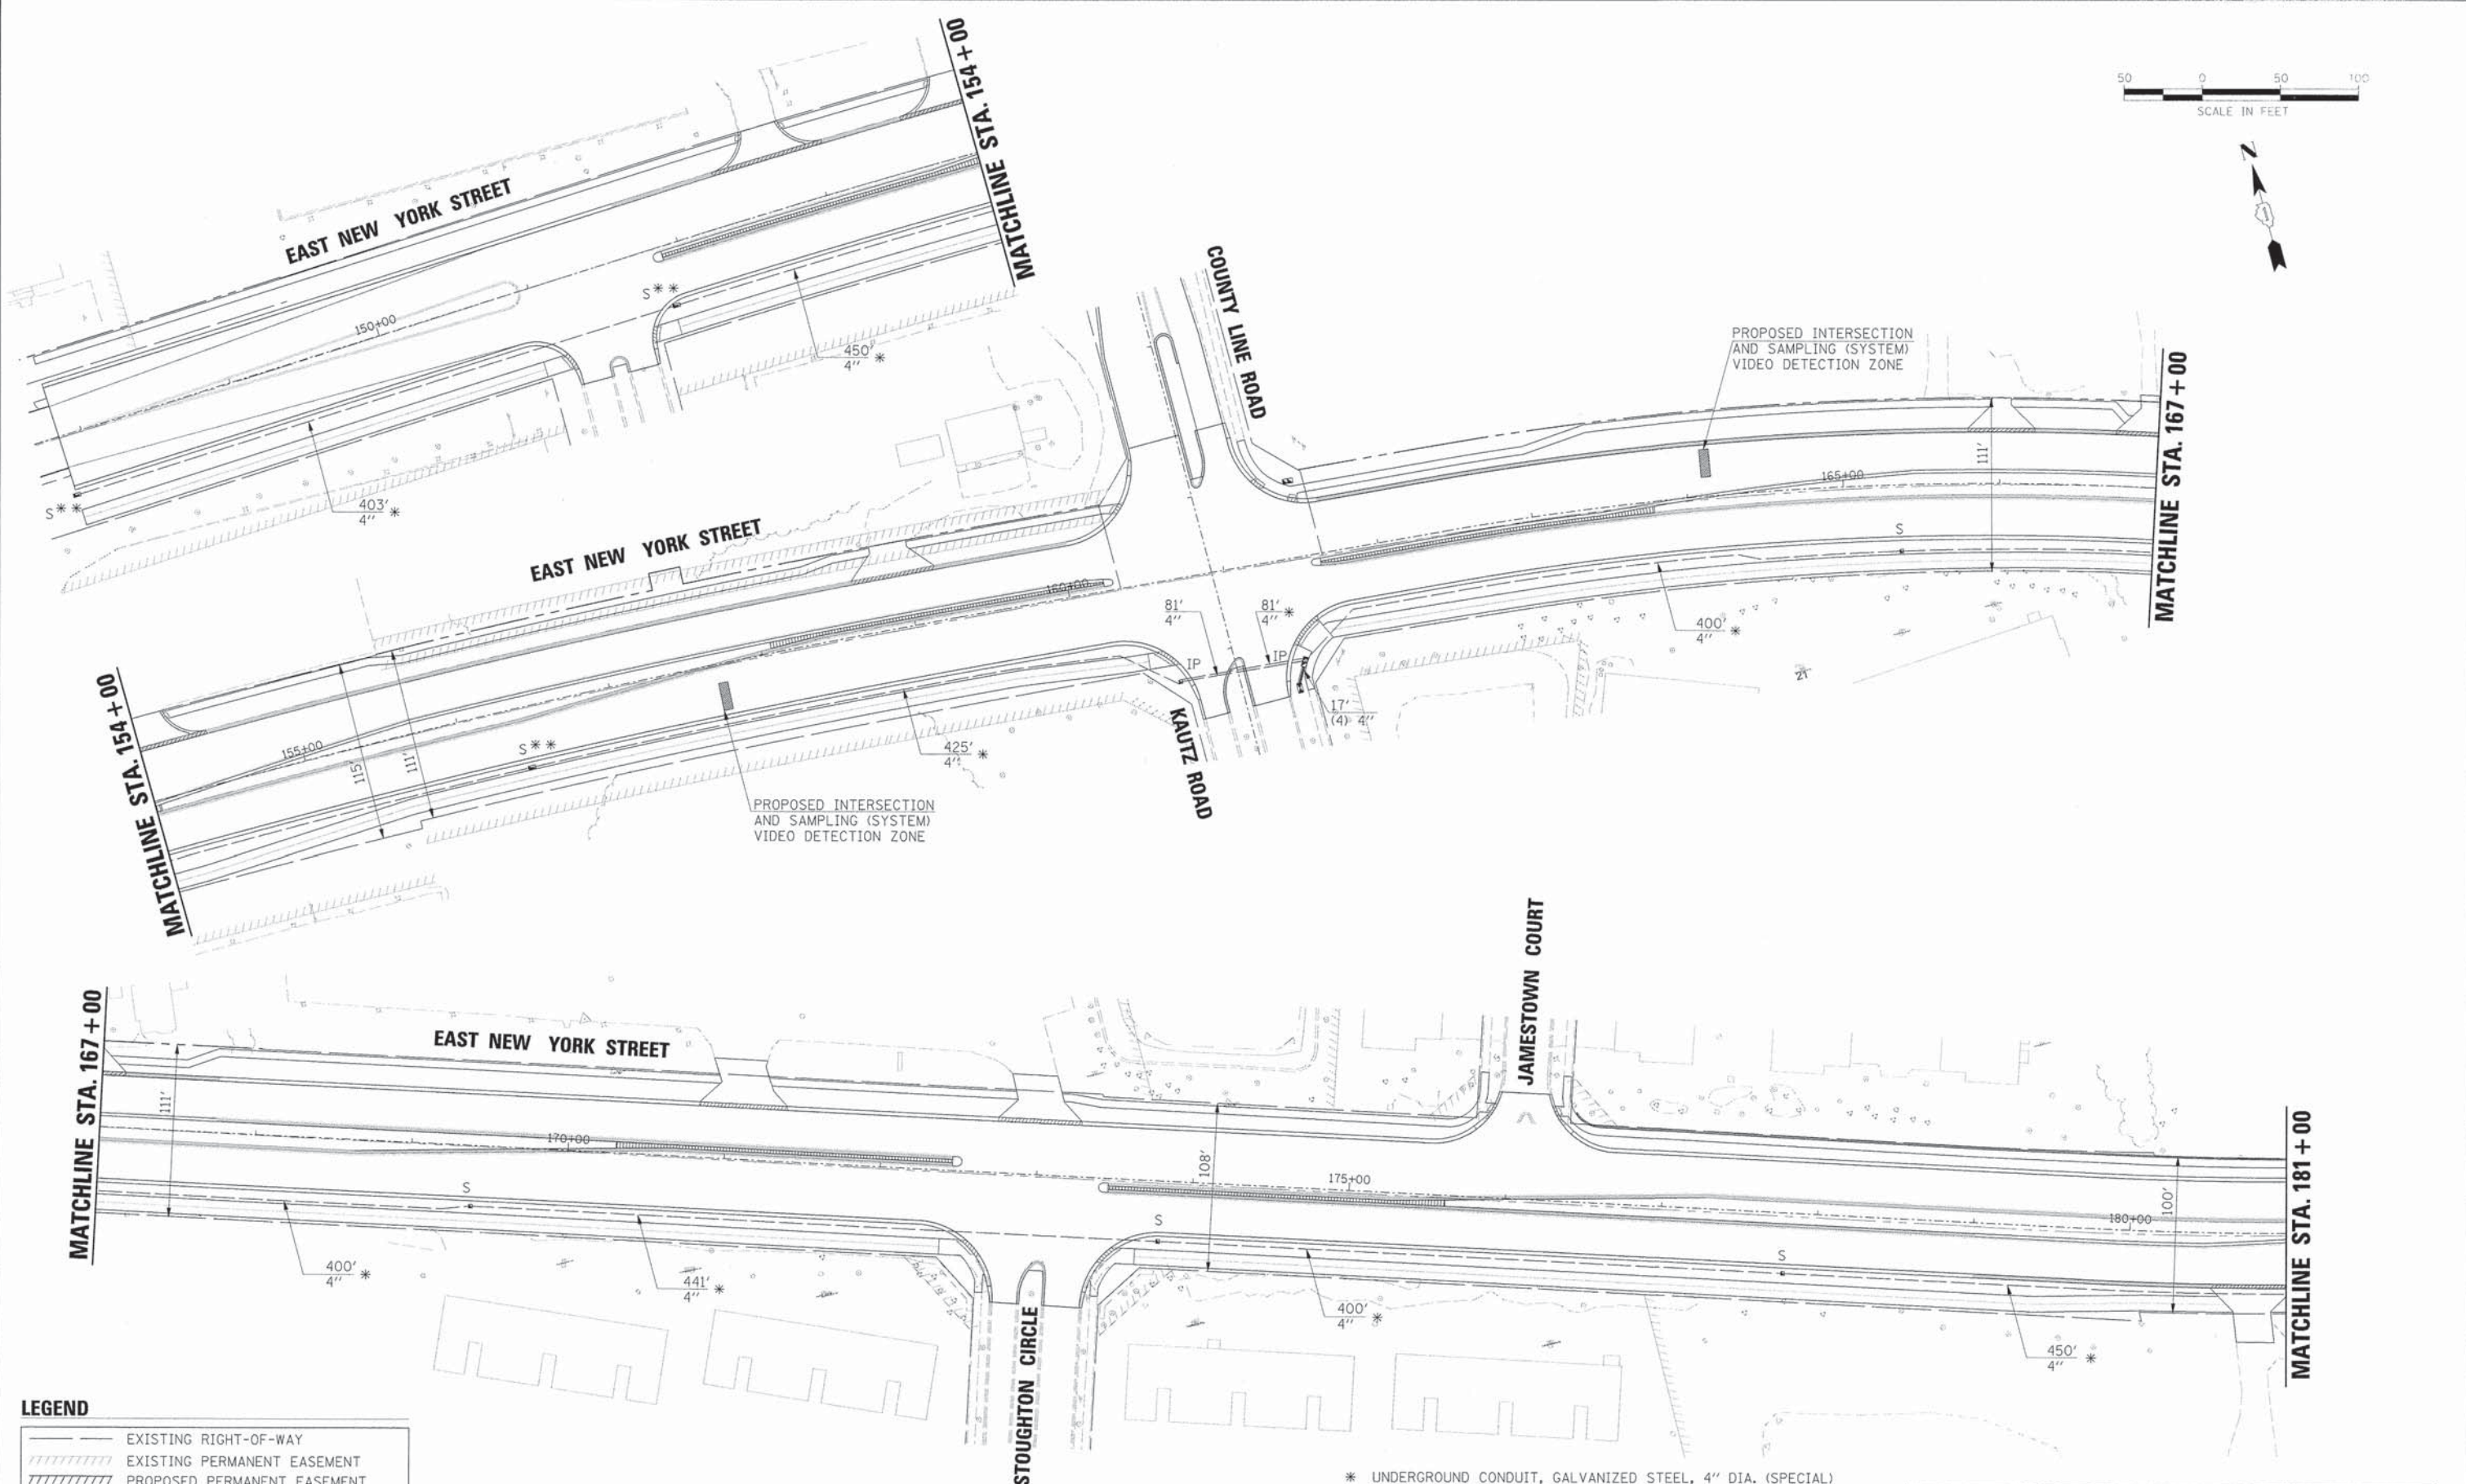 MATCHLINE STA. 154+00
50 0 50 100
SCALE IN FEET
N
EAST NEW YORK STREET
150+00
S**
450'
4" *
S**
403'
4" *
COUNTY LINE ROAD
PROPOSED INTERSECTION
AND SAMPLING (SYSTEM)
VIDEO DETECTION ZONE
MATCHLINE STA. 167+00
165+00
111'
S
400'
4" *
EAST NEW YORK STREET
160+00
81'
4"
81'
4" *
IP
IP
17'
(4) 4"
KAUTZ ROAD
MATCHLINE STA. 154+00
155+00
115'
111'
S**
425'
4" *
PROPOSED INTERSECTION
AND SAMPLING (SYSTEM)
VIDEO DETECTION ZONE
MATCHLINE STA. 167+00
EAST NEW YORK STREET
JAMESTOWN COURT
111'
170+00
S
400'
4" *
441'
4" *
108'
175+00
S
S
180+00
100'
400'
4" *
450'
4" *
MATCHLINE STA. 181+00
STOUGHTON CIRCLE
LEGEND
EXISTING RIGHT-OF-WAY
EXISTING PERMANENT EASEMENT
PROPOSED PERMANENT EASEMENT
* UNDERGROUND CONDUIT, GALVANIZED STEEL, 4" DIA. (SPECIAL)